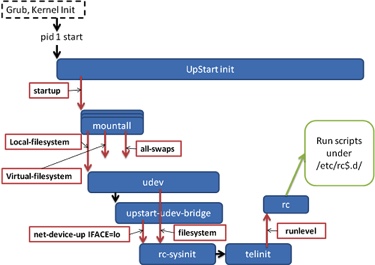 Grub, Kernel Init
pid 1 start
UpStart init
startup
mountall
Local-filesystem
all-swaps
Virtual-filesystem
udev
Run scripts
under
/etc/rc$.d/
upstart-udev-bridge
rc
net-device-up IFACE=lo
filesystem
runlevel
rc-sysinit
telinit